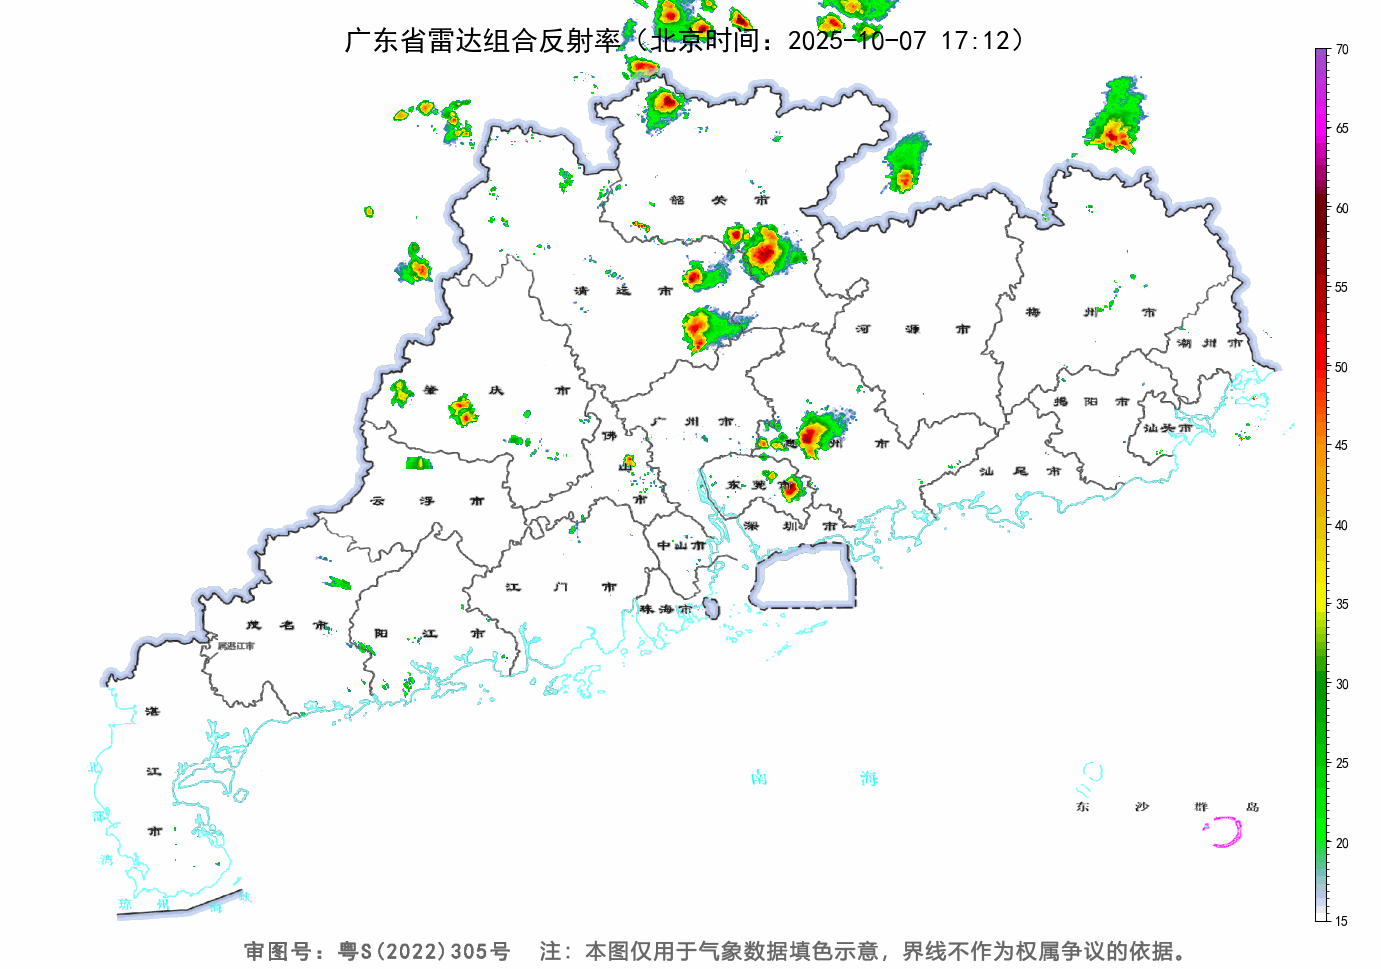 广东省雷达组合反射率（北京时间：2025-10-07 17:12）
70
65
60
55
50
45
40
35
30
25
20
15
韶关市
清远市
河源市
梅州市
潮州市
肇庆市
广州市
佛山市
惠州市
揭阳市
汕头市
汕尾市
东莞市
云浮市
深圳市
中山市
江门市
珠海市
茂名市
阳江市
属湛江市
湛江市
北部湾
南海
东沙群岛
琼州海峡
审图号：粤S(2022)305号 注：本图仅用于气象数据填色示意，界线不作为权属争议的依据。